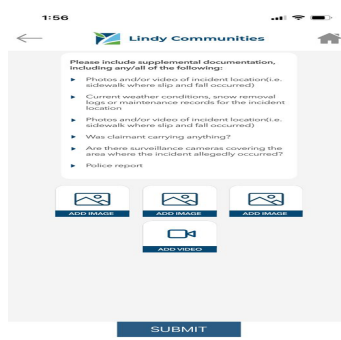 1:56
Lindy Communities
Please include supplemental documentation,
including any/all of the following:
Photos and/or video of incident location(i.e.
sidewalk where slip and fall occurred)
Current weather conditions, snow removal
logs or maintenance records for the incident
location
Photos and/or video of incident location(i.e.
sidewalk where slip and fall occurred)
Was claimant carrying anything?
Are there surveillance cameras covering the
area where the incident allegedly occurred?
Police report
ADD IMAGE
ADD IMAGE
ADD IMAGE
ADD VIDEO
SUBMIT